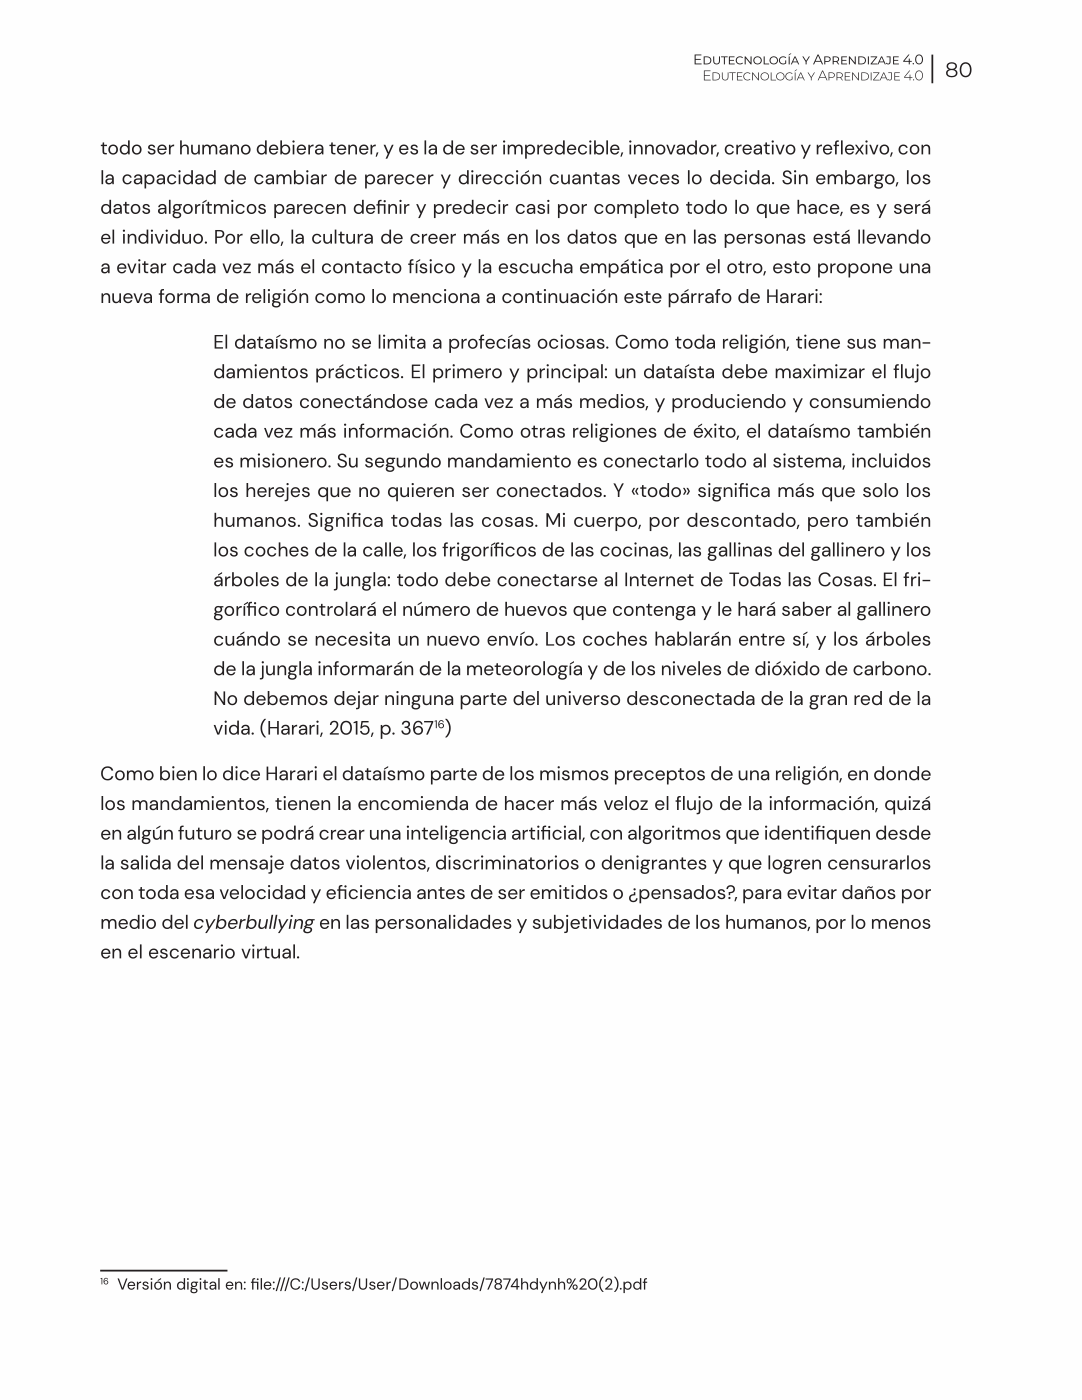 Edutecnología y Aprendizaje 4.0
Edutecnología y Aprendizaje 4.0
80
todo ser humano debiera tener, y es la de ser impredecible, innovador, creativo y reflexivo, con
la capacidad de cambiar de parecer y dirección cuantas veces lo decida. Sin embargo, los
datos algorítmicos parecen definir y predecir casi por completo todo lo que hace, es y será
el individuo. Por ello, la cultura de creer más en los datos que en las personas está llevando
a evitar cada vez más el contacto físico y la escucha empática por el otro, esto propone una
nueva forma de religión como lo menciona a continuación este párrafo de Harari:
El dataísmo no se limita a profecías ociosas. Como toda religión, tiene sus man-
damientos prácticos. El primero y principal: un dataísta debe maximizar el flujo
de datos conectándose cada vez a más medios, y produciendo y consumiendo
cada vez más información. Como otras religiones de éxito, el dataísmo también
es misionero. Su segundo mandamiento es conectarlo todo al sistema, incluidos
los herejes que no quieren ser conectados. Y «todo» significa más que solo los
humanos. Significa todas las cosas. Mi cuerpo, por descontado, pero también
los coches de la calle, los frigoríficos de las cocinas, las gallinas del gallinero y los
árboles de la jungla: todo debe conectarse al Internet de Todas las Cosas. El fri-
gorífico controlará el número de huevos que contenga y le hará saber al gallinero
cuándo se necesita un nuevo envío. Los coches hablarán entre sí, y los árboles
de la jungla informarán de la meteorología y de los niveles de dióxido de carbono.
No debemos dejar ninguna parte del universo desconectada de la gran red de la
vida. (Harari, 2015, p. 367¹⁶)
Como bien lo dice Harari el dataísmo parte de los mismos preceptos de una religión, en donde
los mandamientos, tienen la encomienda de hacer más veloz el flujo de la información, quizá
en algún futuro se podrá crear una inteligencia artificial, con algoritmos que identifiquen desde
la salida del mensaje datos violentos, discriminatorios o denigrantes y que logren censurarlos
con toda esa velocidad y eficiencia antes de ser emitidos o ¿pensados?, para evitar daños por
medio del cyberbullying en las personalidades y subjetividades de los humanos, por lo menos
en el escenario virtual.
¹⁶ Versión digital en: file:///C:/Users/User/Downloads/7874hdynh%20(2).pdf